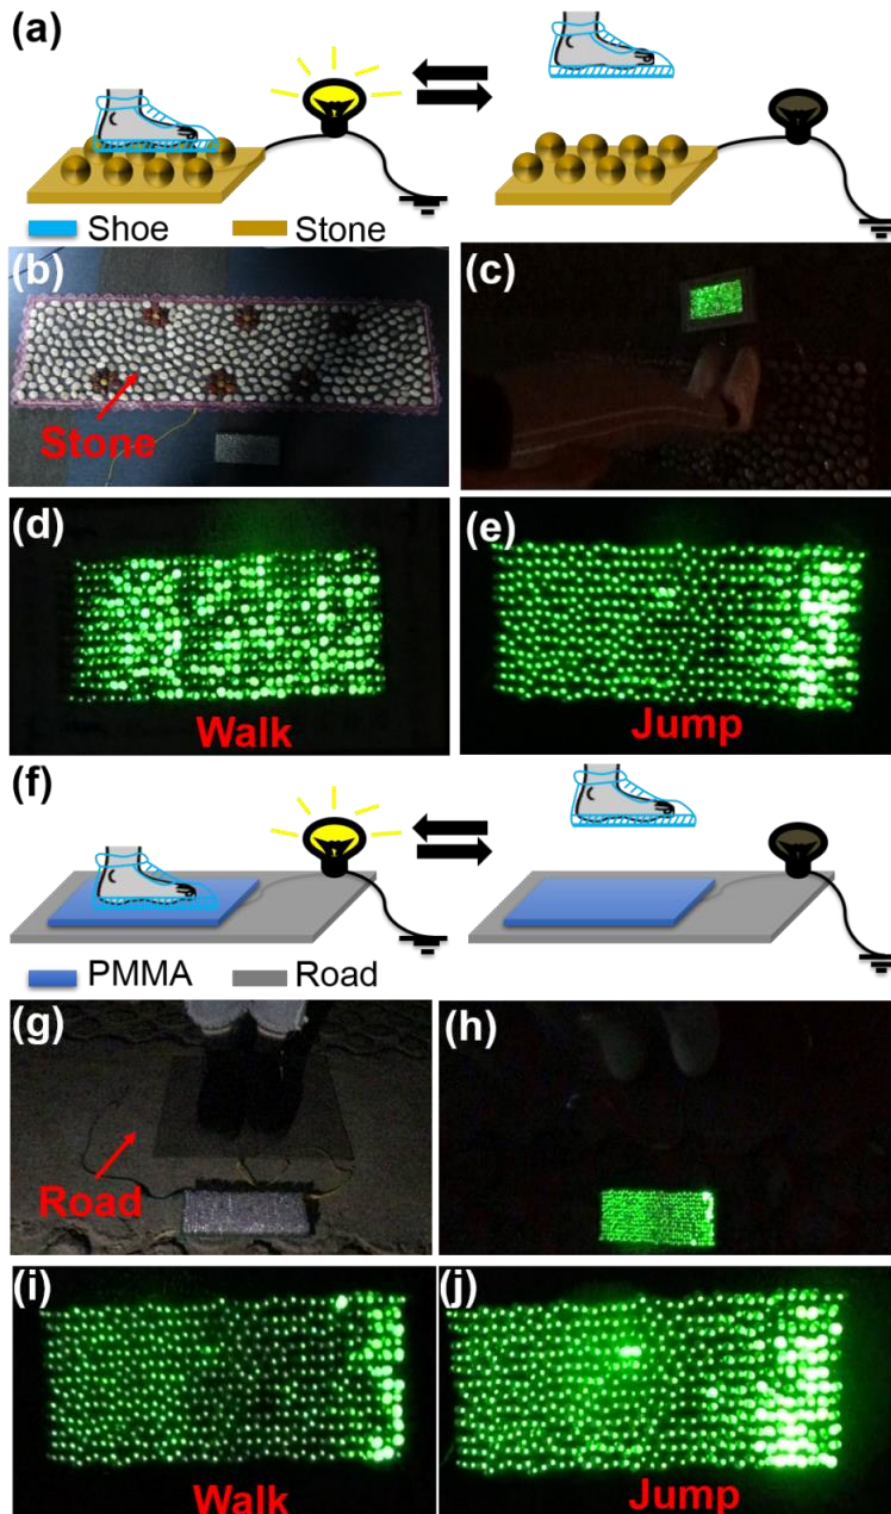 (a)
Shoe Stone
(b) (c)
Stone
(d) (e)
Walk Jump
(f)
PMMA Road
(g) (h)
Road
(i) (j)
Walk Jump